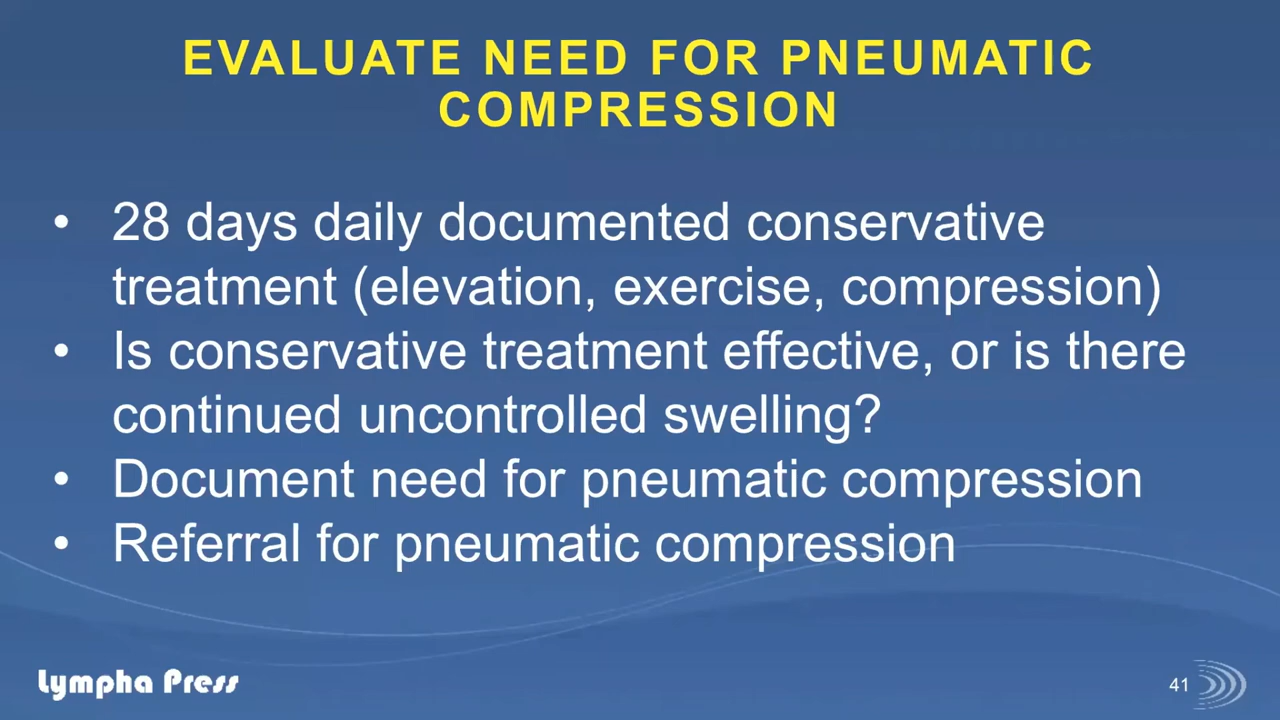 EVALUATE NEED FOR PNEUMATIC
COMPRESSION
• 28 days daily documented conservative
treatment (elevation, exercise, compression)
• Is conservative treatment effective, or is there
continued uncontrolled swelling?
• Document need for pneumatic compression
• Referral for pneumatic compression
Lympha Press
41